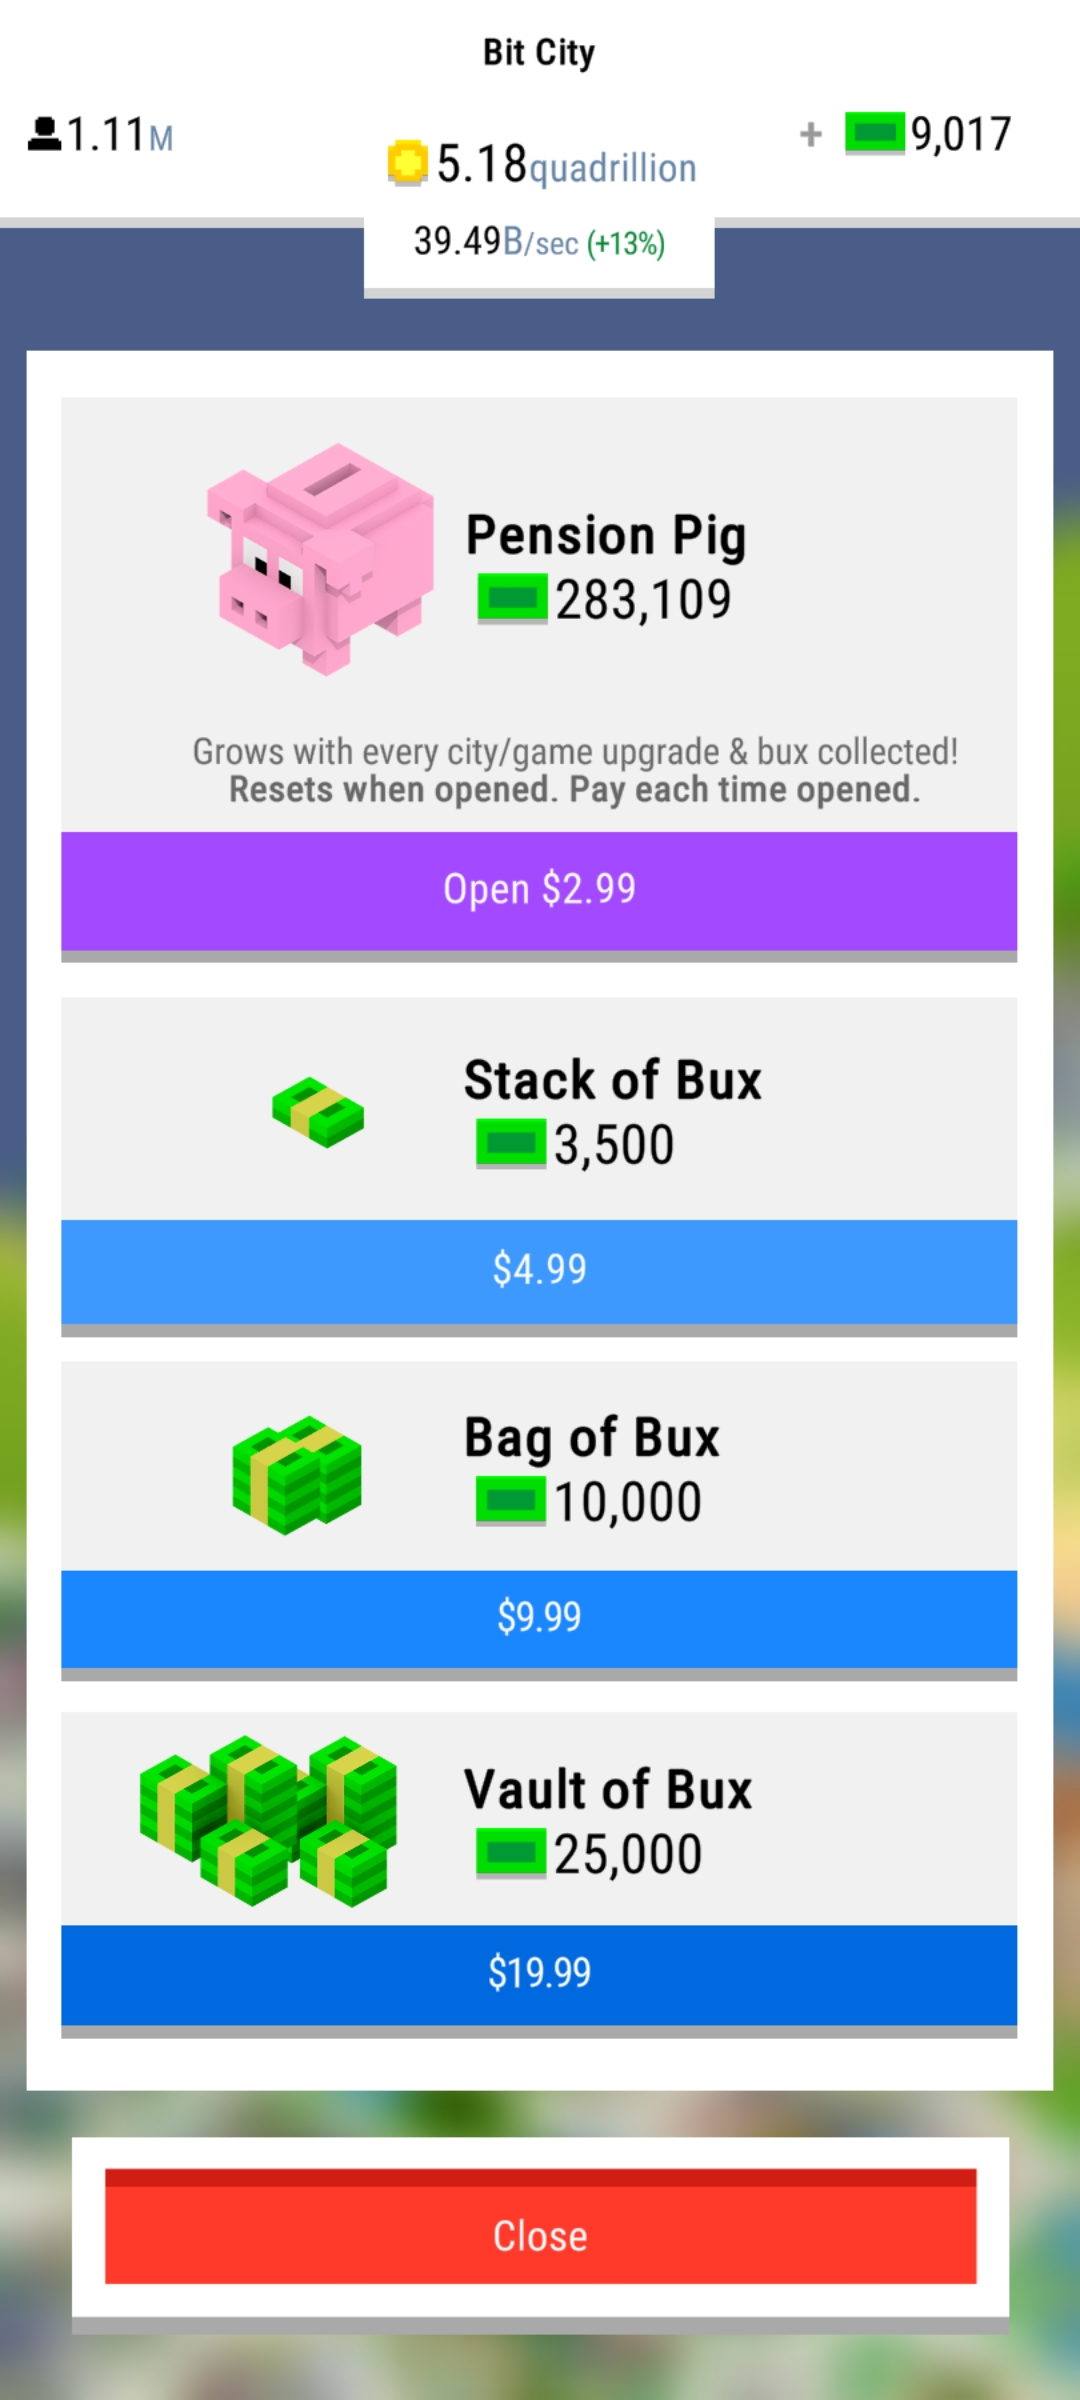 Bit City
1.11M
+ 9,017
5.18quadrillion
39.49B/sec (+13%)
Pension Pig
283,109
Grows with every city/game upgrade & bux collected!
Resets when opened. Pay each time opened.
Open $2.99
Stack of Bux
3,500
$4.99
Bag of Bux
10,000
$9.99
Vault of Bux
25,000
$19.99
Close